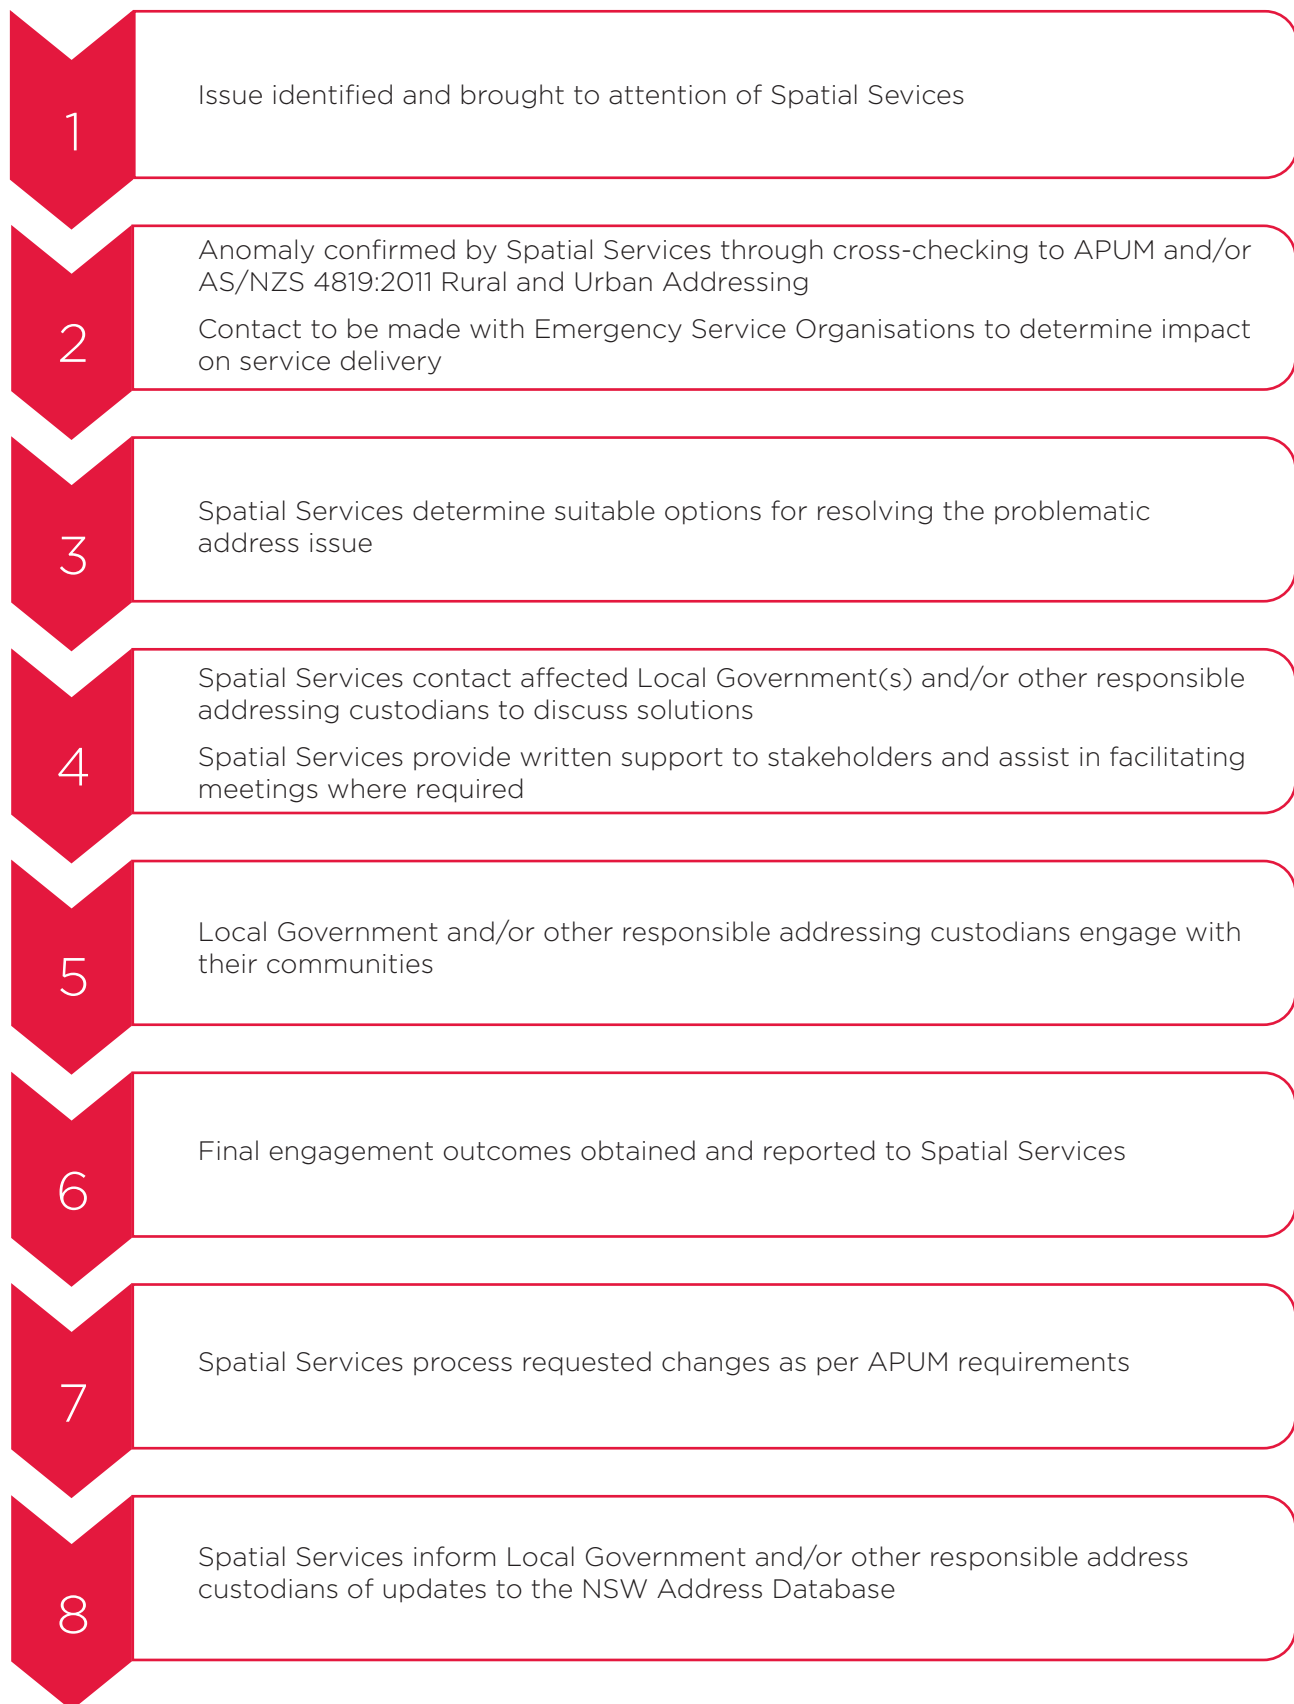 1
Issue identified and brought to attention of Spatial Sevices
2
Anomaly confirmed by Spatial Services through cross-checking to APUM and/or
AS/NZS 4819:2011 Rural and Urban Addressing
Contact to be made with Emergency Service Organisations to determine impact
on service delivery
3
Spatial Services determine suitable options for resolving the problematic
address issue
4
Spatial Services contact affected Local Government(s) and/or other responsible
addressing custodians to discuss solutions
Spatial Services provide written support to stakeholders and assist in facilitating
meetings where required
5
Local Government and/or other responsible addressing custodians engage with
their communities
6
Final engagement outcomes obtained and reported to Spatial Services
7
Spatial Services process requested changes as per APUM requirements
8
Spatial Services inform Local Government and/or other responsible address
custodians of updates to the NSW Address Database